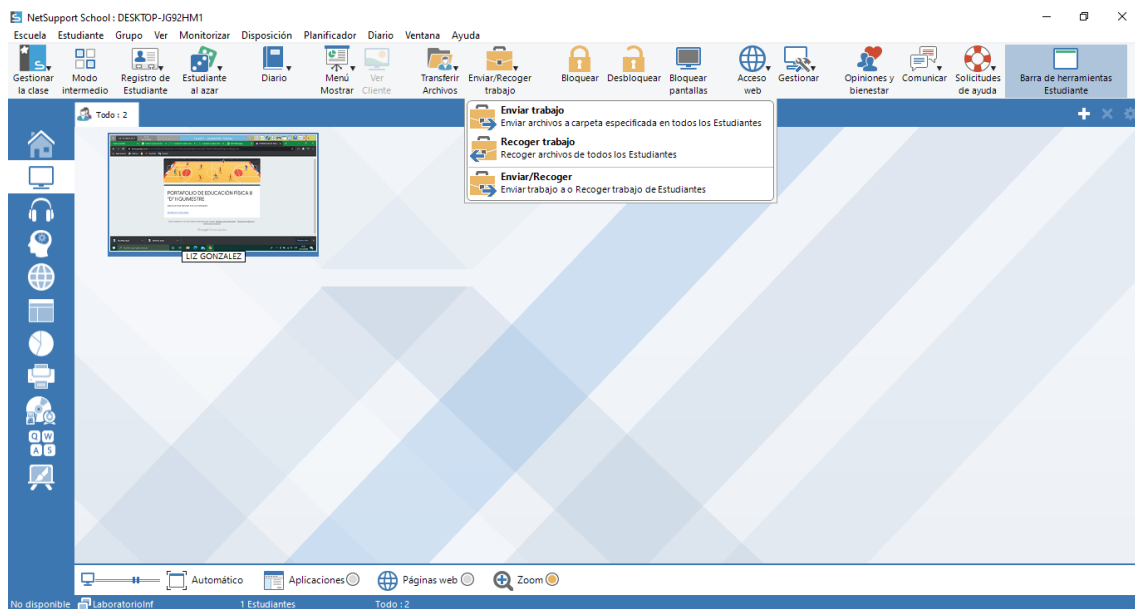 NetSupport School : DESKTOP-JG92HM1
Escuela Estudiante Grupo Ver Monitorizar Disposición Planificador Diario Ventana Ayuda
Gestionar la clase
Modo intermedio
Registro de Estudiante
Estudiante al azar
Diario
Menú Mostrar
Ver Cliente
Transferir Archivos
Enviar/Recoger trabajo
Bloquear
Desbloquear
Bloquear pantallas
Acceso web
Gestionar
Opiniones y bienestar
Comunicar
Solicitudes de ayuda
Barra de herramientas Estudiante
Todo : 2
Enviar trabajo
Enviar archivos a carpeta especificada en todos los Estudiantes
Recoger trabajo
Recoger archivos de todos los Estudiantes
Enviar/Recoger
Enviar trabajo a o Recoger trabajo de Estudiantes
PORTAFOLIO DE EDUCACIÓN FÍSICA II
"D" II QUIMESTRE
LIZ GONZALEZ
Q W
A S
Automático
Aplicaciones
Páginas web
Zoom
No disponible LaboratorioInf 1 Estudiantes Todo : 2